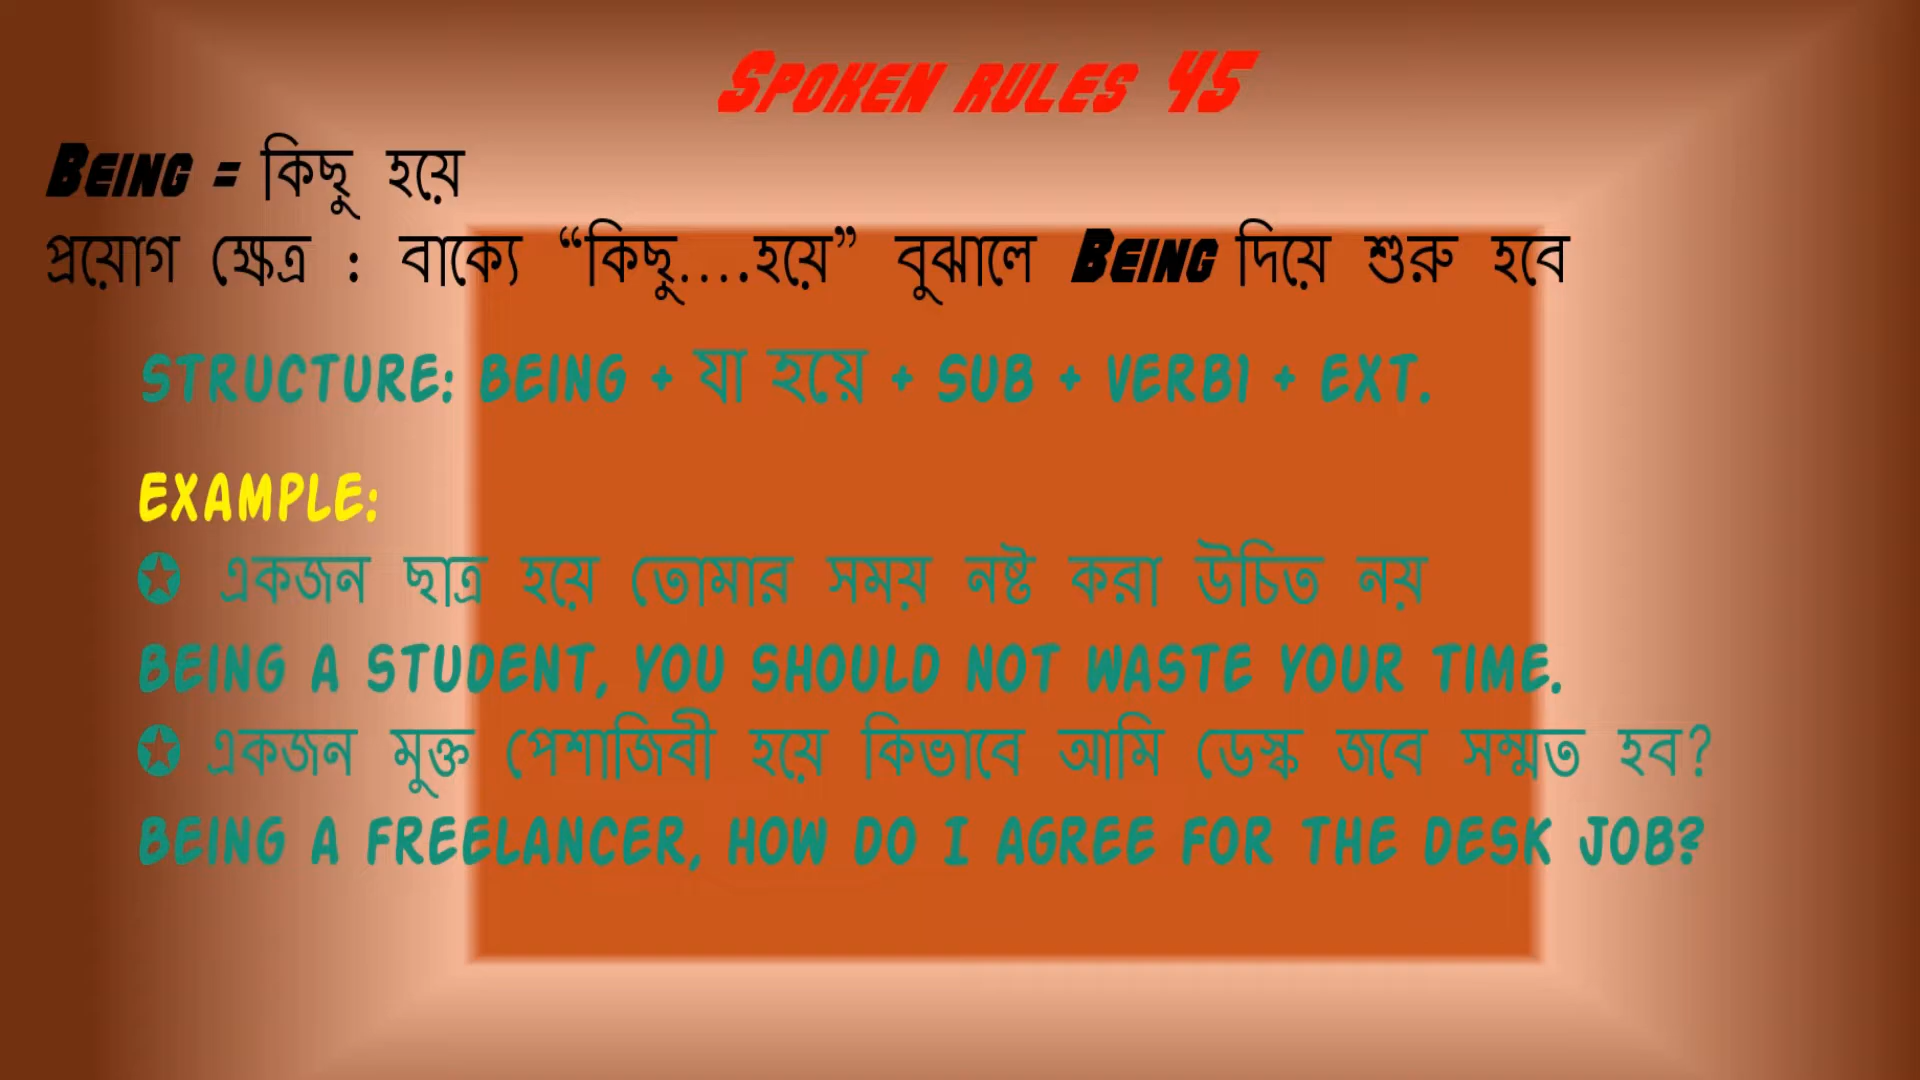 Spoken rules 45
Being = কিছু হয়ে
প্রয়োগ ক্ষেত্র : বাক্যে “কিছু....হয়ে” বুঝালে Being দিয়ে শুরু হবে
STRUCTURE: BEING + যা হয়ে + SUB + VERB1 + EXT.
EXAMPLE:
✪ একজন ছাত্র হয়ে তোমার সময় নষ্ট করা উচিত নয়
BEING A STUDENT, YOU SHOULD NOT WASTE YOUR TIME.
✪ একজন মুক্ত পেশাজিবী হয়ে কিভাবে আমি ডেস্ক জবে সম্মত হব?
BEING A FREELANCER, HOW DO I AGREE FOR THE DESK JOB?